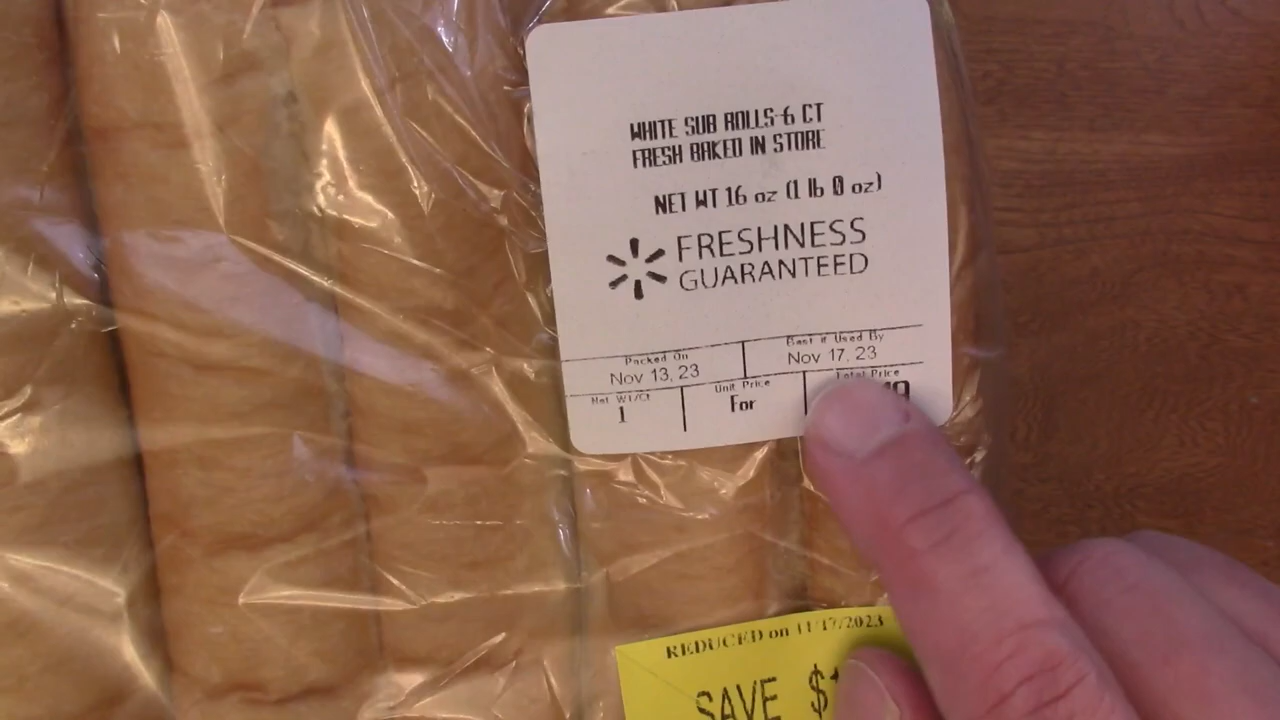 WHITE SUB ROLLS-6 CT
FRESH BAKED IN STORE
NET WT 16 oz (1 lb 0 oz)
FRESHNESS
GUARANTEED
Packed On
Nov 13, 23
Best if Used By
Nov 17, 23
Net Wt/Ct
1
Unit Price
For
Total Price
REDUCED on 11/17/2023
SAVE $